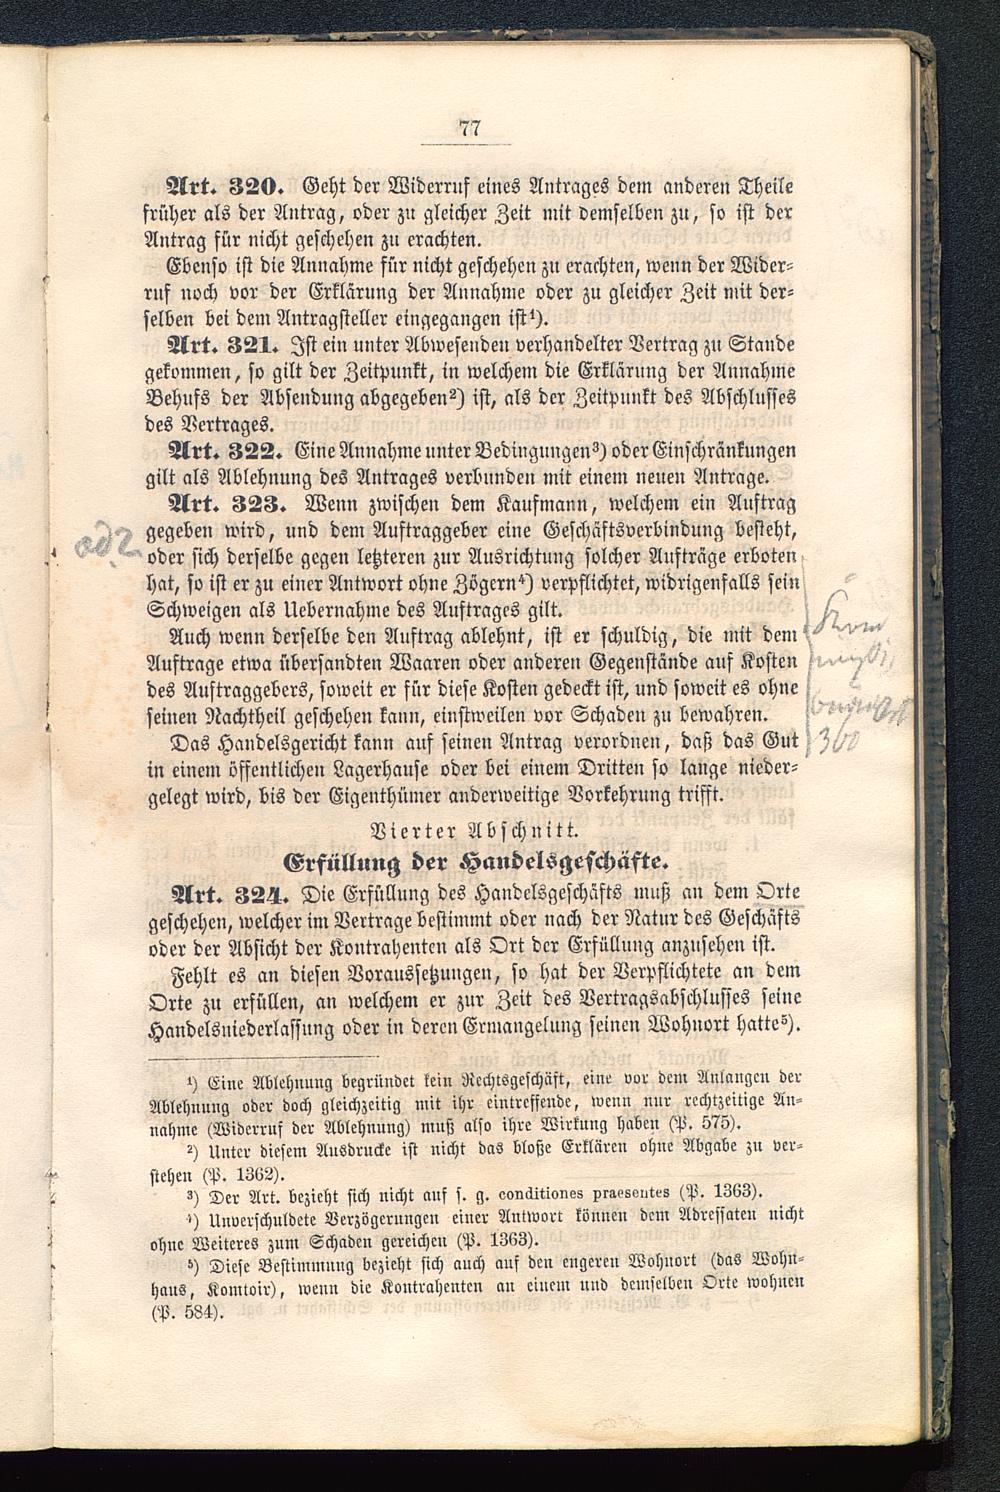 77
Art. 320. Geht der Widerruf eines Antrages dem anderen Theile
früher als der Antrag, oder zu gleicher Zeit mit demselben zu, so ist der
Antrag für nicht geschehen zu erachten.
Ebenso ist die Annahme für nicht geschehen zu erachten, wenn der Wider-
ruf noch vor der Erklärung der Annahme oder zu gleicher Zeit mit der-
selben bei dem Antragsteller eingegangen ist¹).
Art. 321. Ist ein unter Abwesenden verhandelter Vertrag zu Stande
gekommen, so gilt der Zeitpunkt, in welchem die Erklärung der Annahme
Behufs der Absendung abgegeben²) ist, als der Zeitpunkt des Abschlusses
des Vertrages.
Art. 322. Eine Annahme unter Bedingungen³) oder Einschränkungen
gilt als Ablehnung des Antrages verbunden mit einem neuen Antrage.
Art. 323. Wenn zwischen dem Kaufmann, welchem ein Auftrag
gegeben wird, und dem Auftraggeber eine Geschäftsverbindung besteht,
oder sich derselbe gegen letzteren zur Ausrichtung solcher Aufträge erboten
hat, so ist er zu einer Antwort ohne Zögern⁴) verpflichtet, widrigenfalls sein
Schweigen als Uebernahme des Auftrages gilt.
Auch wenn derselbe den Auftrag ablehnt, ist er schuldig, die mit dem
Auftrage etwa übersandten Waaren oder anderen Gegenstände auf Kosten
des Auftraggebers, soweit er für diese Kosten gedeckt ist, und soweit es ohne
seinen Nachtheil geschehen kann, einstweilen vor Schaden zu bewahren.
Das Handelsgericht kann auf seinen Antrag verordnen, daß das Gut
in einem öffentlichen Lagerhause oder bei einem Dritten so lange nieder-
gelegt wird, bis der Eigenthümer anderweitige Vorkehrung trifft.
ad 2
360
Vierter Abschnitt.
Erfüllung der Handelsgeschäfte.
Art. 324. Die Erfüllung des Handelsgeschäfts muß an dem Orte
geschehen, welcher im Vertrage bestimmt oder nach der Natur des Geschäfts
oder der Absicht der Kontrahenten als Ort der Erfüllung anzusehen ist.
Fehlt es an diesen Voraussetzungen, so hat der Verpflichtete an dem
Orte zu erfüllen, an welchem er zur Zeit des Vertragsabschlusses seine
Handelsniederlassung oder in deren Ermangelung seinen Wohnort hatte⁵).
¹) Eine Ablehnung begründet kein Rechtsgeschäft, eine vor dem Anlangen der
Ablehnung oder doch gleichzeitig mit ihr eintreffende, wenn nur rechtzeitige An-
nahme (Widerruf der Ablehnung) muß also ihre Wirkung haben (P. 575).
²) Unter diesem Ausdrucke ist nicht das bloße Erklären ohne Abgabe zu ver-
stehen (P. 1362).
³) Der Art. bezieht sich nicht auf s. g. conditiones praesentes (P. 1363).
⁴) Unverschuldete Verzögerungen einer Antwort können dem Adressaten nicht
ohne Weiteres zum Schaden gereichen (P. 1363).
⁵) Diese Bestimmung bezieht sich auch auf den engeren Wohnort (das Wohn-
haus, Komtoir), wenn die Kontrahenten an einem und demselben Orte wohnen
(P. 584).